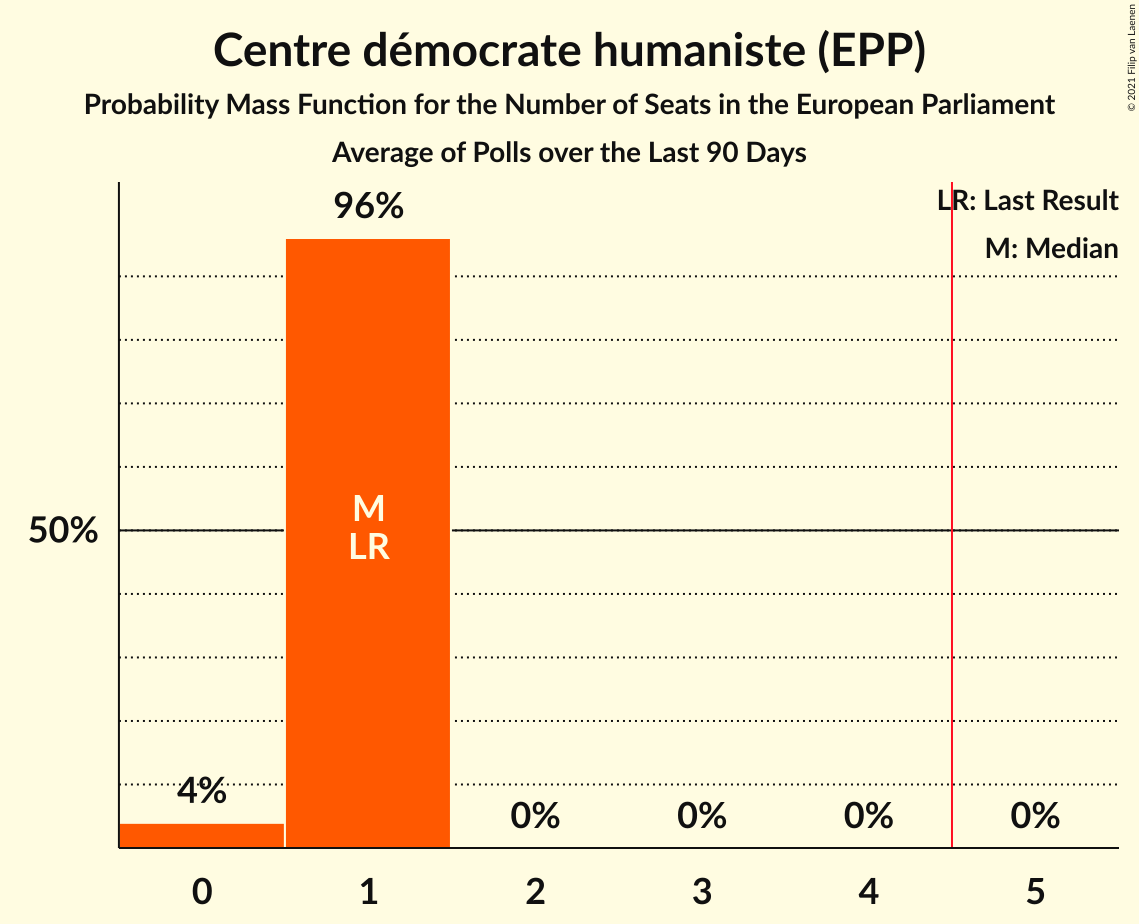 Centre démocrate humaniste (EPP)
Probability Mass Function for the Number of Seats in the European Parliament
Average of Polls over the Last 90 Days
© 2021 Filip van Laenen
LR: Last Result
M: Median
96%
M
LR
50%
4%
0%
0%
0%
0%
0
1
2
3
4
5